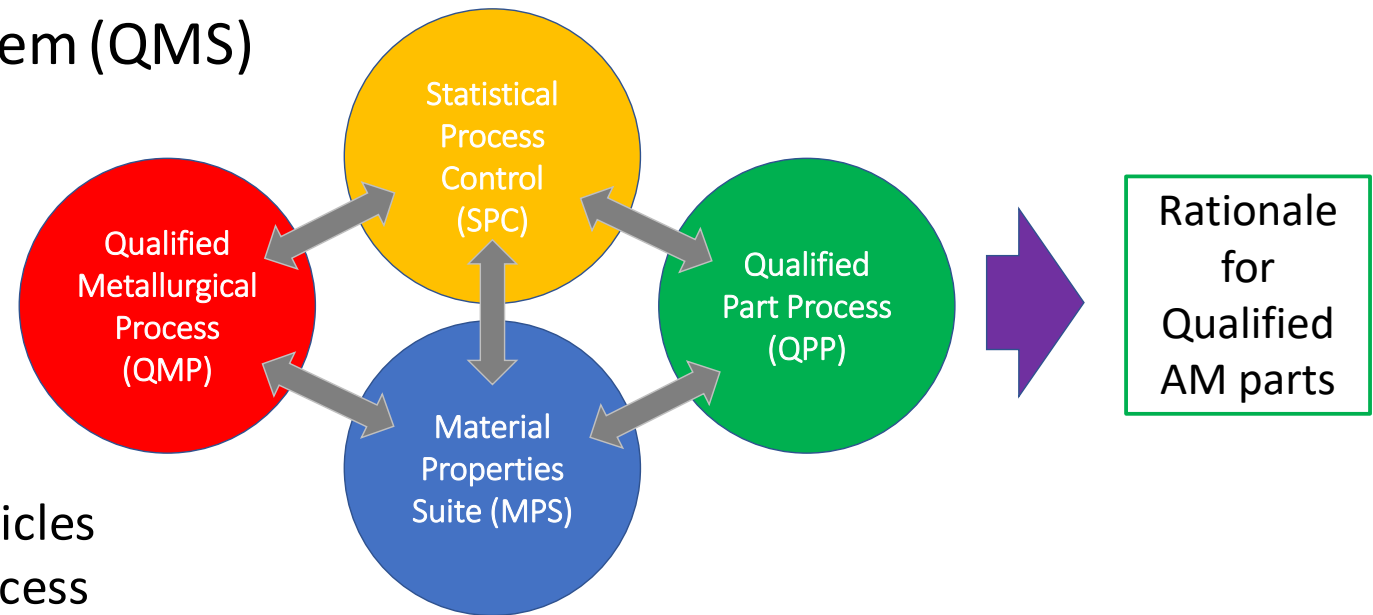 em (QMS)
Statistical
Process
Control
(SPC)
Qualified
Metallurgical
Process
(QMP)
Qualified
Part Process
(QPP)
Material
Properties
Suite (MPS)
Rationale
for
Qualified
AM parts
icles
cess